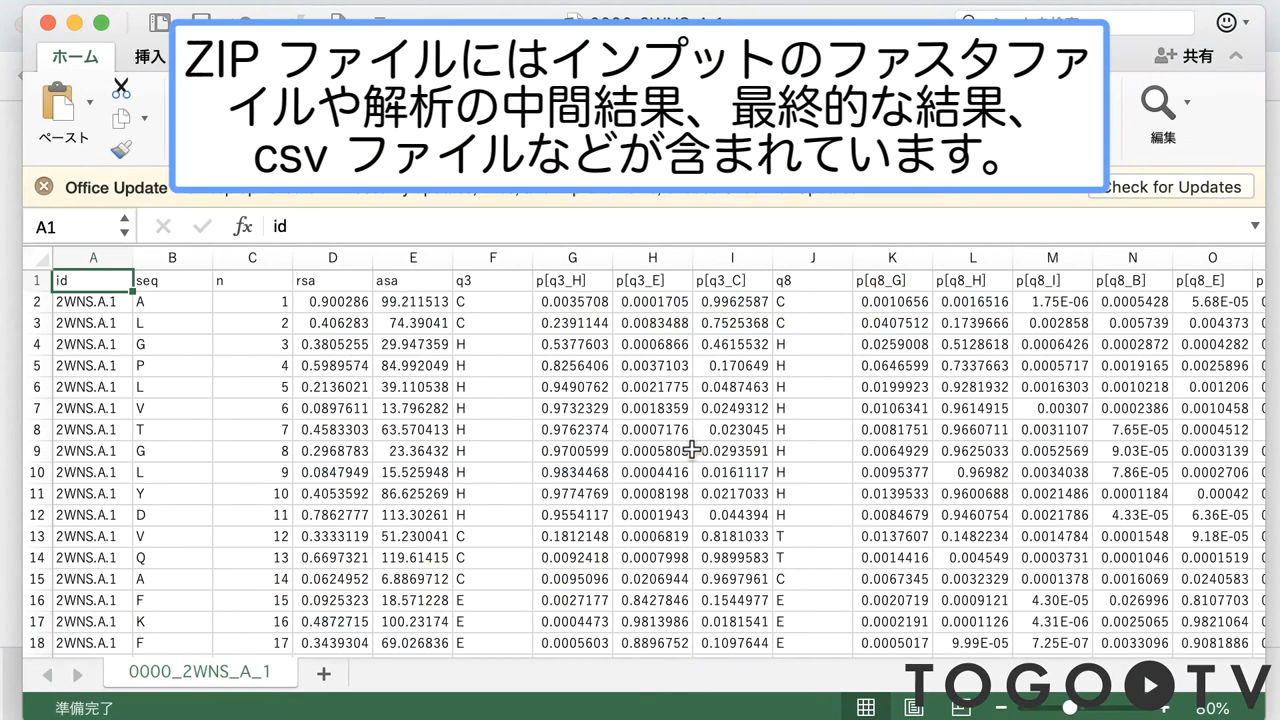 ZIP ファイルにはインプットのファスタファ
イルや解析の中間結果、最終的な結果、
csv ファイルなどが含まれています。
ホーム 挿入
共有
ペースト
編集
Office Update
Check for Updates
A1 fx id
A B C D E F G H I J K L M N O
1 id seq n rsa asa q3 p[q3_H] p[q3_E] p[q3_C] q8 p[q8_G] p[q8_H] p[q8_I] p[q8_B] p[q8_E]
2 2WNS.A.1 A 1 0.900286 99.211513 C 0.0035708 0.0001705 0.9962587 C 0.0010656 0.0016516 1.75E-06 0.0005428 5.68E-05
3 2WNS.A.1 L 2 0.406283 74.39041 C 0.2391144 0.0083488 0.7525368 C 0.0407512 0.1739666 0.002858 0.005739 0.004373
4 2WNS.A.1 G 3 0.3805255 29.947359 H 0.5377603 0.0006866 0.4615532 H 0.0259008 0.5128618 0.0006426 0.0002872 0.0004282
5 2WNS.A.1 P 4 0.5989574 84.992049 H 0.8256406 0.0037103 0.170649 H 0.0646599 0.7377668 0.0005717 0.0019165 0.0025896
6 2WNS.A.1 L 5 0.2136021 39.110538 H 0.9490762 0.0021775 0.0487463 H 0.0199923 0.9281932 0.0016303 0.0010218 0.001206
7 2WNS.A.1 V 6 0.0897611 13.796282 H 0.9732329 0.0018359 0.0249312 H 0.0106341 0.9614915 0.00307 0.0002386 0.0010458
8 2WNS.A.1 T 7 0.4583303 63.570413 H 0.9762374 0.0007176 0.023045 H 0.0081751 0.9660711 0.0031107 7.65E-05 0.0004512
9 2WNS.A.1 G 8 0.2968783 23.36432 H 0.9700599 0.0293591 H 0.0064929 0.9625033 0.0052569 9.03E-05 0.0003139
10 2WNS.A.1 L 9 0.0847949 15.525948 H 0.9834468 0.0004416 0.0161117 H 0.0095377 0.96982 0.0034038 7.86E-05 0.0002706
11 2WNS.A.1 Y 10 0.4053592 86.625269 H 0.9774769 0.0008198 0.0217033 H 0.0139533 0.9600688 0.0021486 0.0001184 0.00042
12 2WNS.A.1 D 11 0.7862777 113.30261 H 0.9554117 0.0001943 0.044394 H 0.0084679 0.9460754 0.0021786 4.33E-05 6.36E-05
13 2WNS.A.1 V 12 0.3333119 51.230041 C 0.1812148 0.0006819 0.8181033 T 0.0137607 0.1482234 0.0014784 0.0001548 9.18E-05
14 2WNS.A.1 Q 13 0.6697321 119.61415 C 0.0092418 0.0007998 0.9899583 T 0.0014416 0.004549 0.0003731 0.0001046 0.0001519
15 2WNS.A.1 A 14 0.0624952 6.8869712 C 0.0095096 0.0206944 0.9697961 C 0.0067345 0.0032329 0.0001378 0.0016069 0.0240583
16 2WNS.A.1 F 15 0.0925323 18.571228 E 0.0027177 0.8427846 0.1544977 E 0.0020719 0.0009121 4.30E-05 0.026996 0.8107703
17 2WNS.A.1 K 16 0.4872715 100.23174 E 0.0004473 0.9813986 0.0181541 E 0.0002191 0.0001126 4.31E-06 0.0025065 0.9821064
18 2WNS.A.1 F 17 0.3439304 69.026836 E 0.0005603 0.8896752 0.1097644 E 0.0005017 9.99E-05 7.25E-07 0.0033096 0.9081886
0000_2WNS_A_1
TOGO TV
準備完了